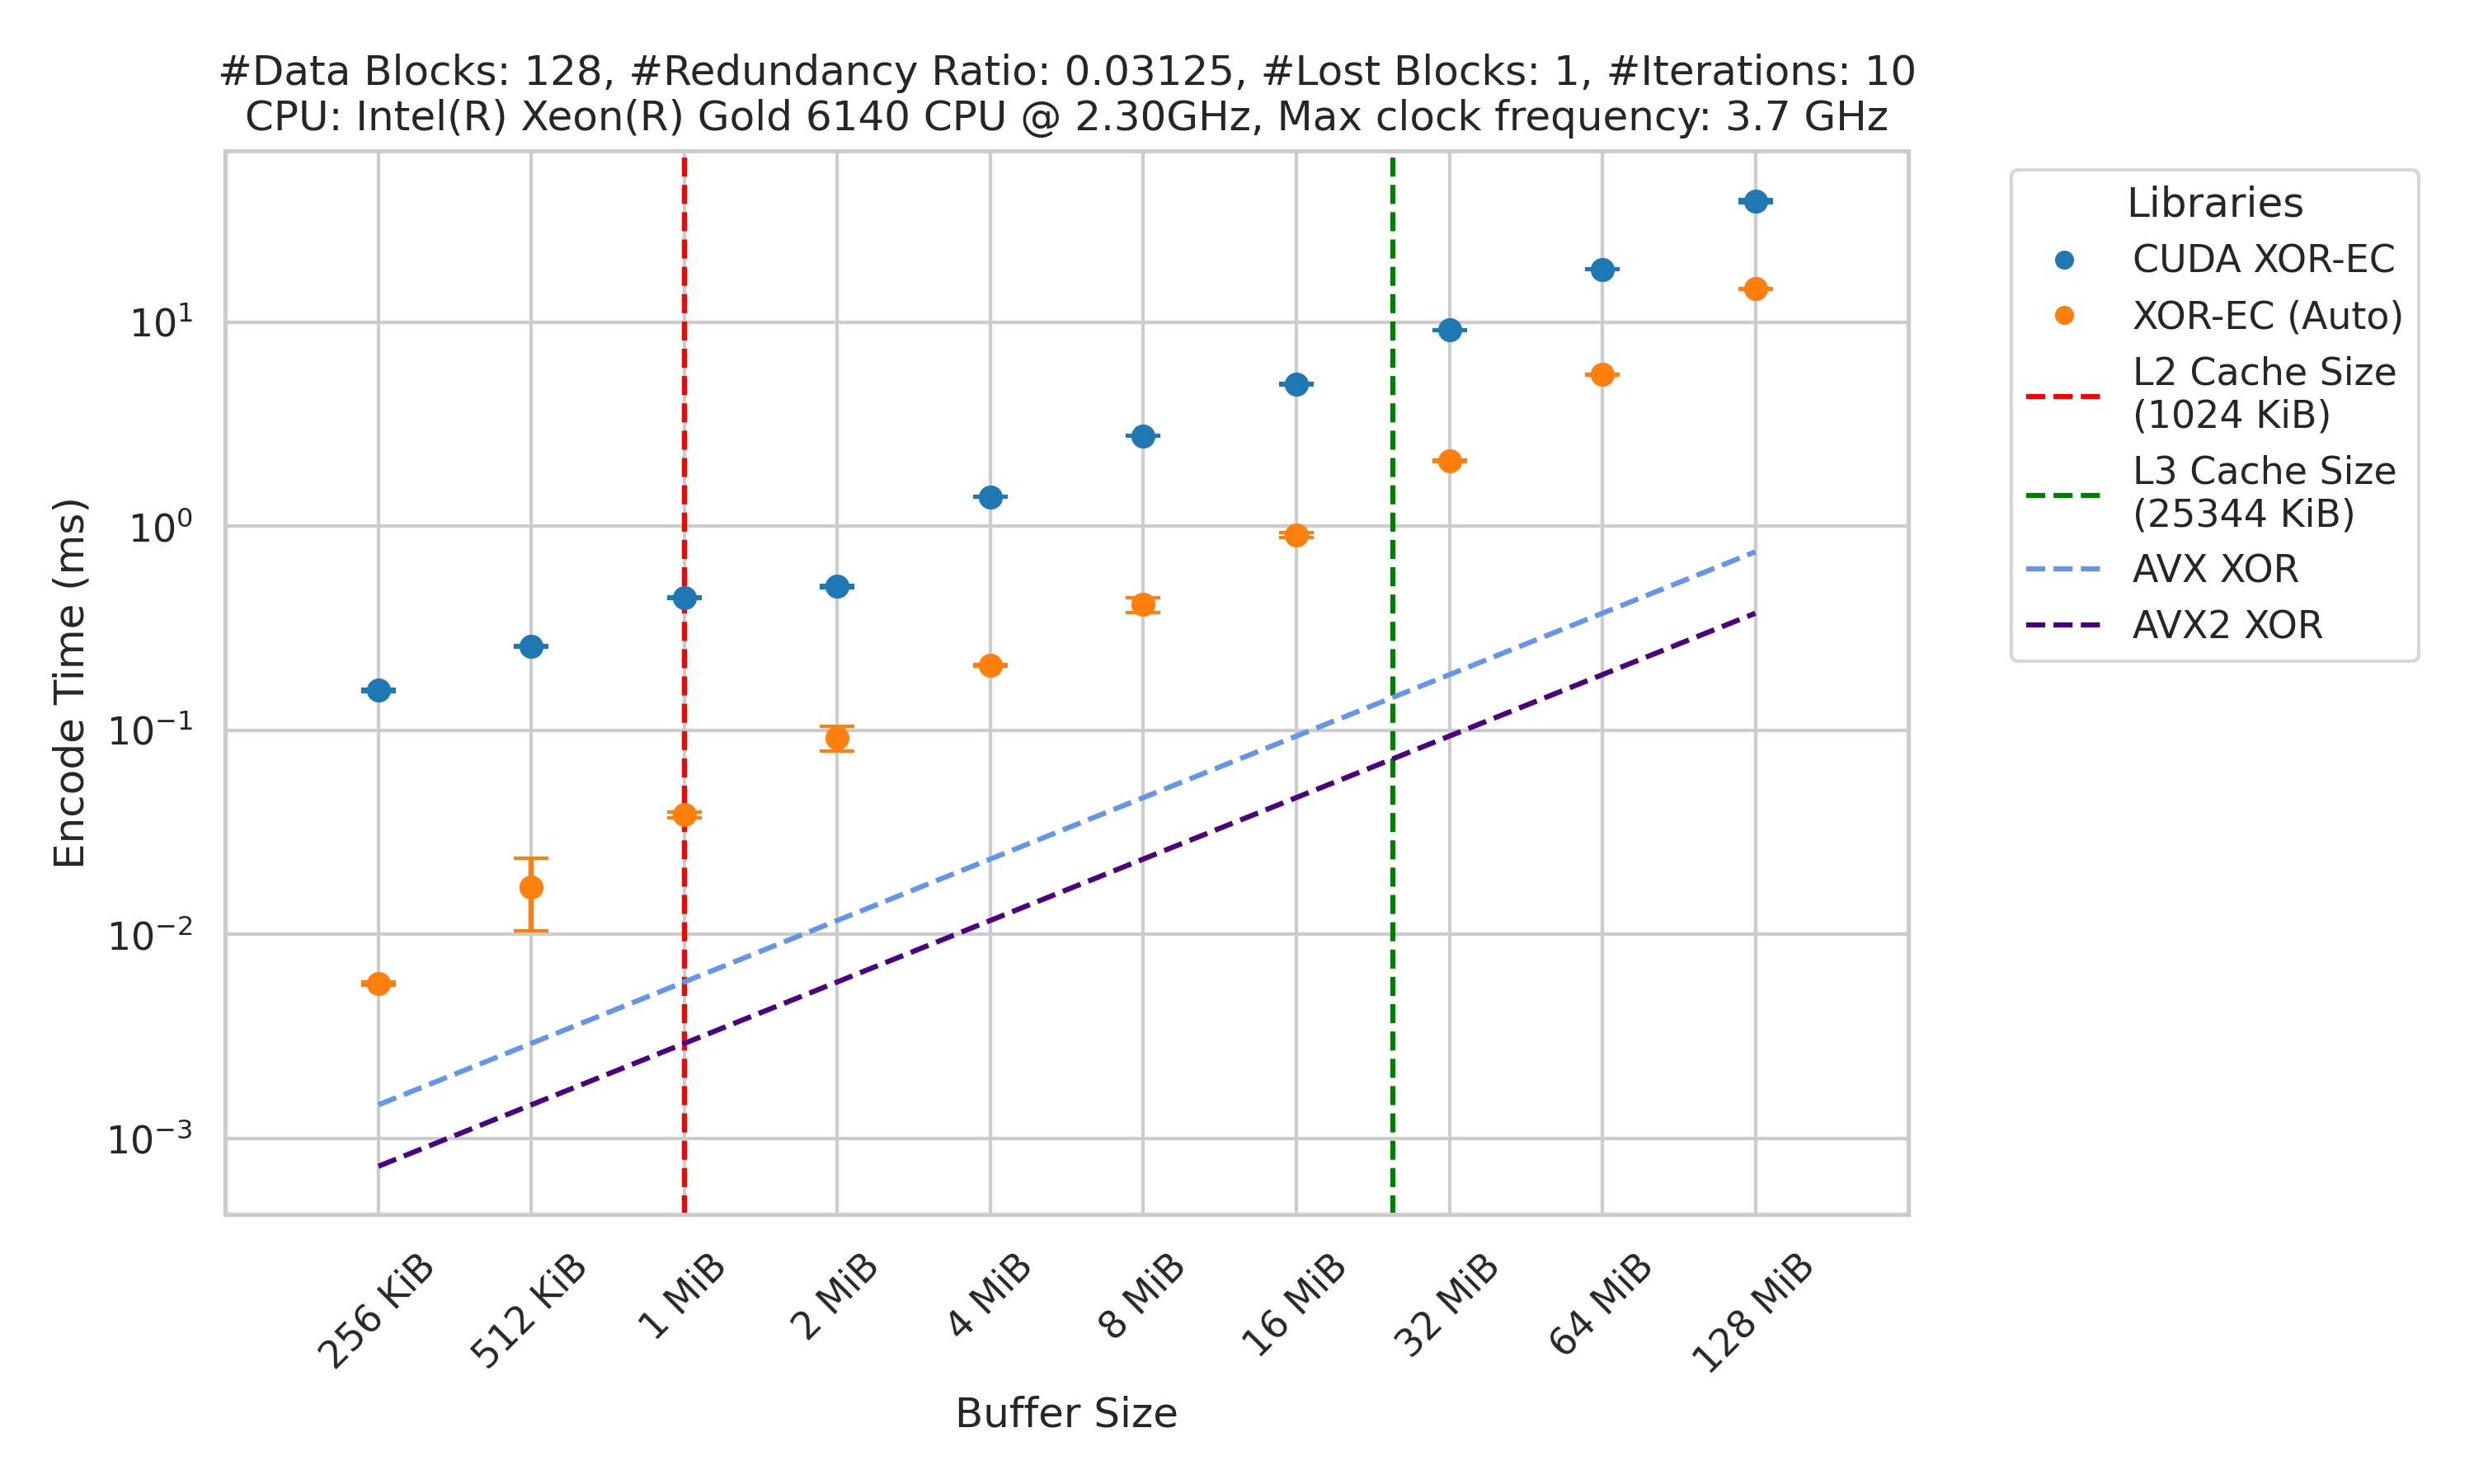 #Data Blocks: 128, #Redundancy Ratio: 0.03125, #Lost Blocks: 1, #Iterations: 10
CPU: Intel(R) Xeon(R) Gold 6140 CPU @ 2.30GHz, Max clock frequency: 3.7 GHz
Encode Time (ms)
10¹
10⁰
10⁻¹
10⁻²
10⁻³
256 KiB
512 KiB
1 MiB
2 MiB
4 MiB
8 MiB
16 MiB
32 MiB
64 MiB
128 MiB
Buffer Size
Libraries
CUDA XOR-EC
XOR-EC (Auto)
L2 Cache Size
(1024 KiB)
L3 Cache Size
(25344 KiB)
AVX XOR
AVX2 XOR